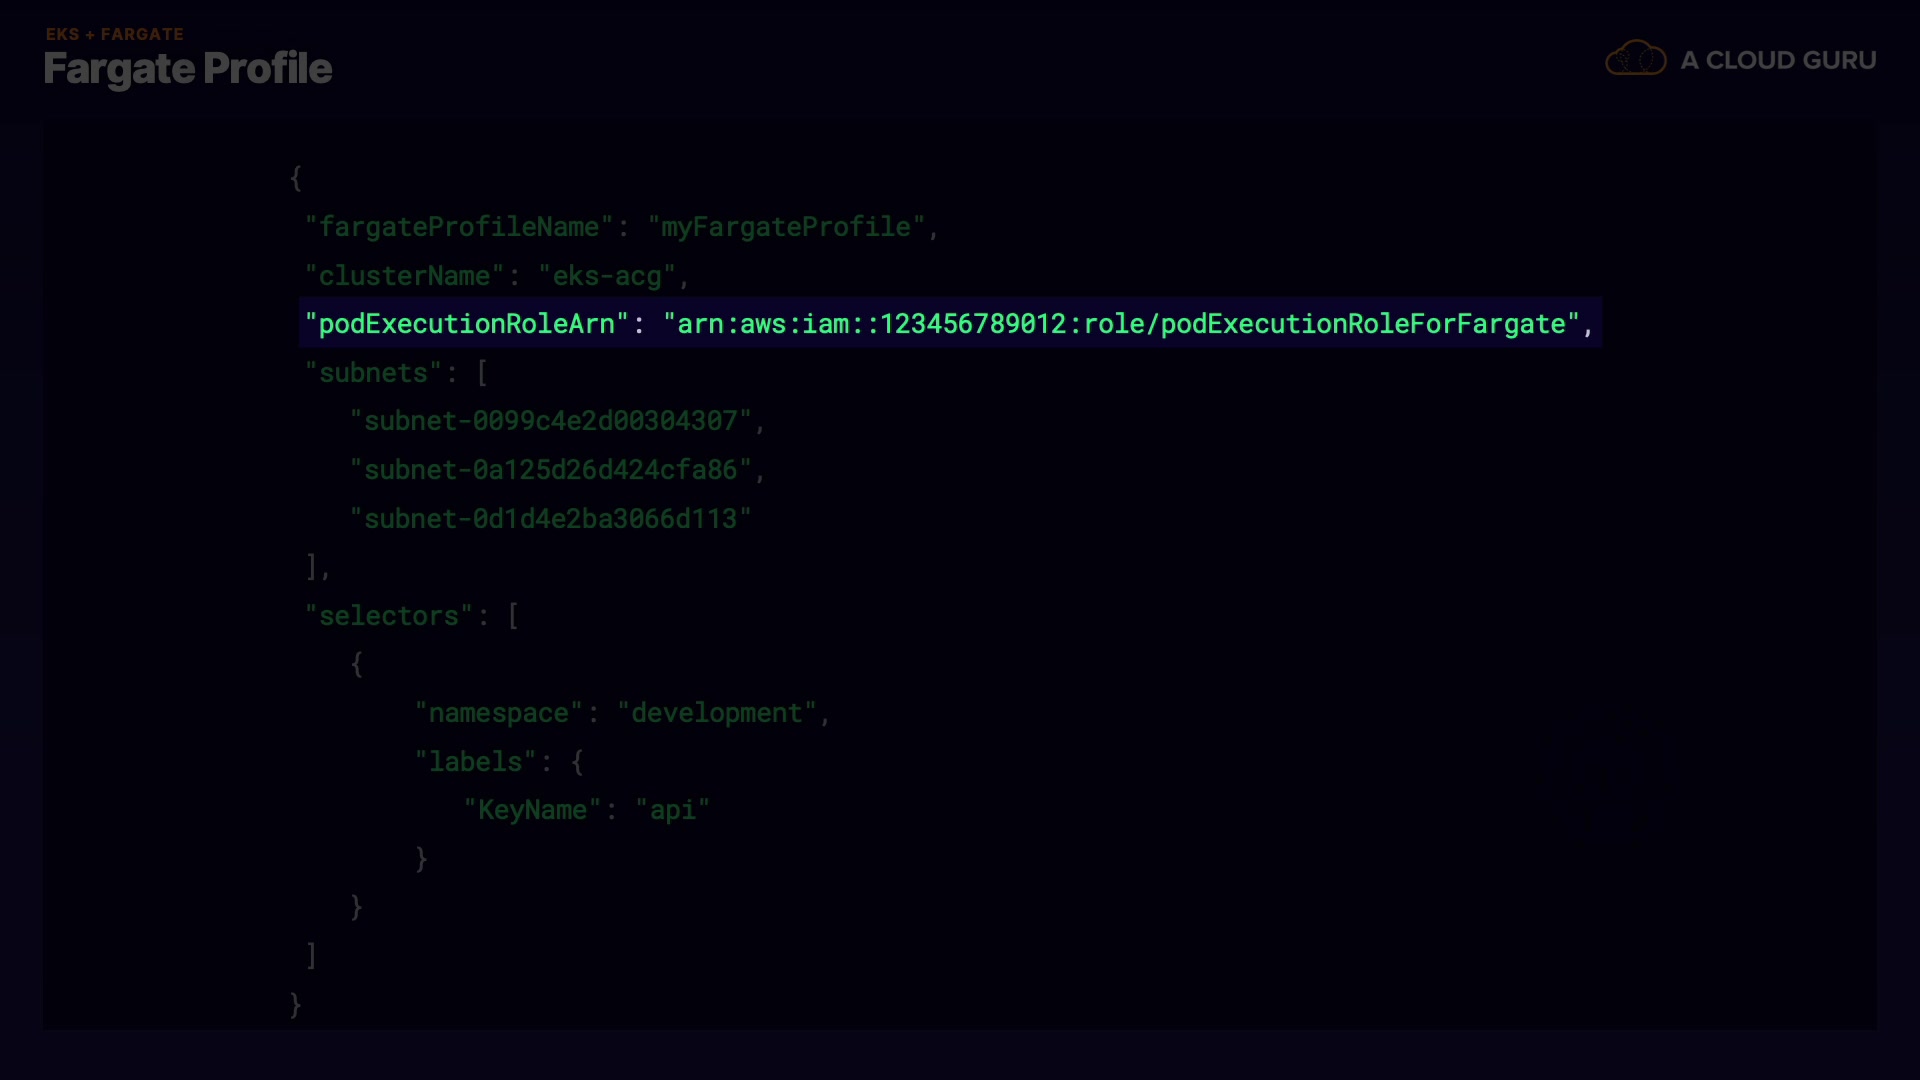 EKS + FARGATE
Fargate Profile
A CLOUD GURU
{
"fargateProfileName": "myFargateProfile",
"clusterName": "eks-acg",
"podExecutionRoleArn": "arn:aws:iam::123456789012:role/podExecutionRoleForFargate",
"subnets": [
"subnet-0099c4e2d00304307",
"subnet-0a125d26d424cfa86",
"subnet-0d1d4e2ba3066d113"
],
"selectors": [
{
"namespace": "development",
"labels": {
"KeyName": "api"
}
}
]
}